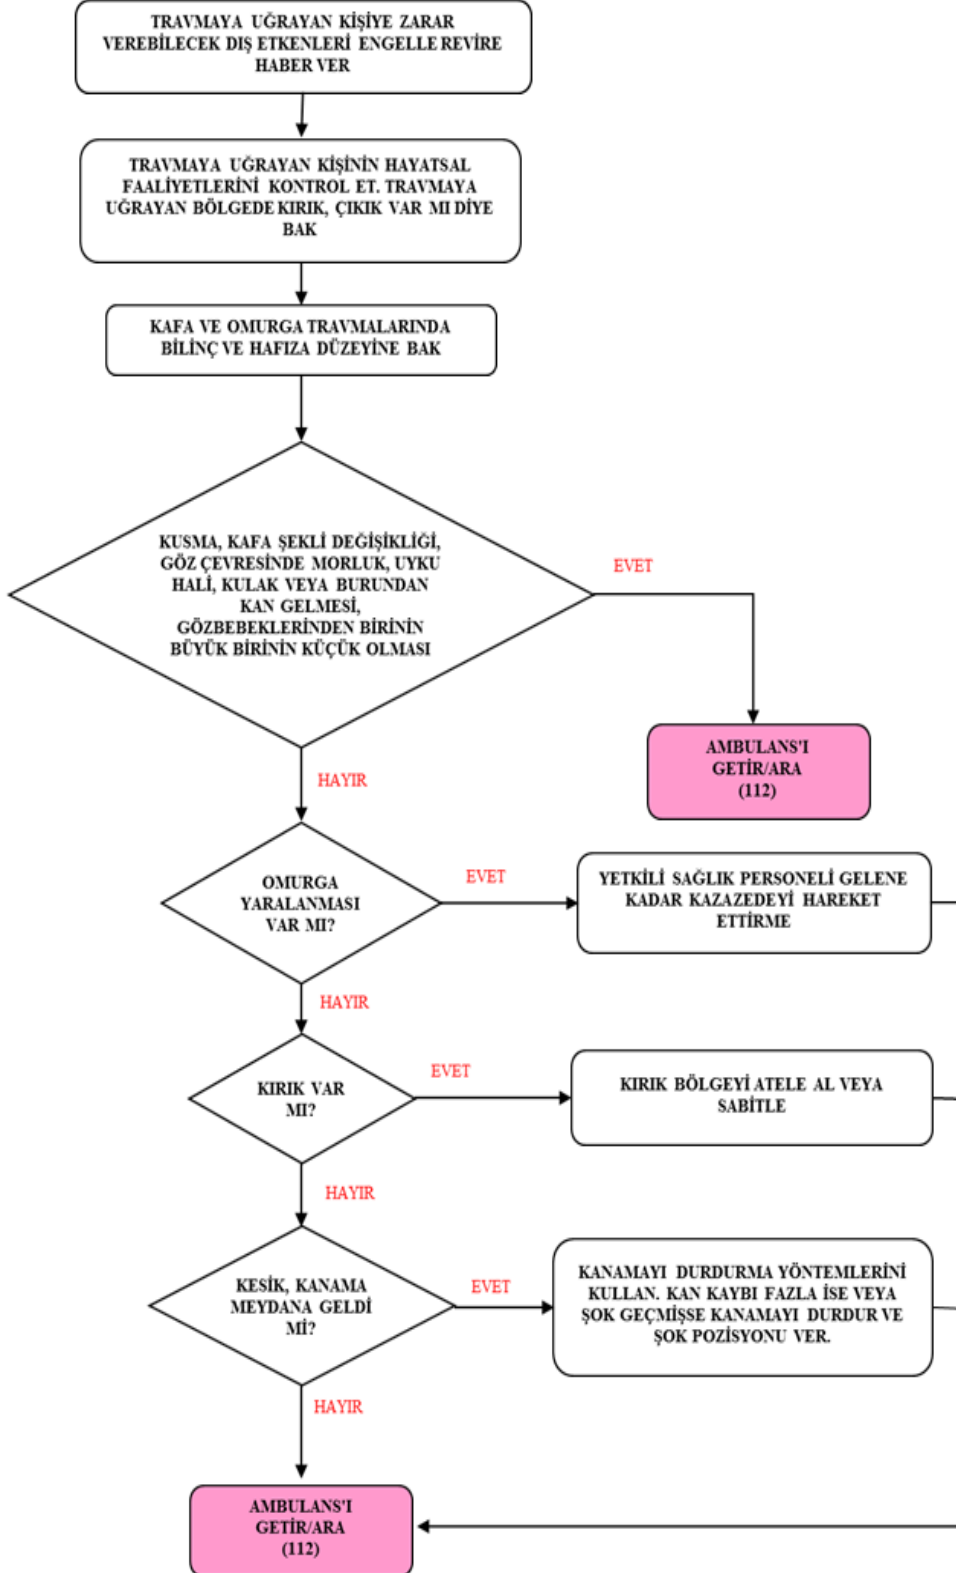 TRAVMAYA UĞRAYAN KİŞİYE ZARAR
VEREBİLECEK DIŞ ETKENLERİ ENGELLE REVİRE
HABER VER
TRAVMAYA UĞRAYAN KİŞİNİN HAYATSAL
FAALİYETLERİNİ KONTROL ET. TRAVMAYA
UĞRAYAN BÖLGEDE KIRIK, ÇIKIK VAR MI DİYE
BAK
KAFA VE OMURGA TRAVMALARINDA
BİLİNÇ VE HAFIZA DÜZEYİNE BAK
KUSMA, KAFA ŞEKLİ DEĞİŞİKLİĞİ,
GÖZ ÇEVRESİNDE MORLUK, UYKU
HALİ, KULAK VEYA BURUNDAN
KAN GELMESİ,
GÖZBEBEKLERİNDEN BİRİNİN
BÜYÜK BİRİNİN KÜÇÜK OLMASI
EVET
AMBULANS'I
GETİR/ARA
(112)
HAYIR
OMURGA
YARALANMASI
VAR MI?
EVET
YETKİLİ SAĞLIK PERSONELİ GELENE
KADAR KAZAZEDEYİ HAREKET
ETTİRME
HAYIR
KIRIK VAR
MI?
EVET
KIRIK BÖLGEYİ ATELE AL VEYA
SABİTLE
HAYIR
KESİK, KANAMA
MEYDANA GELDİ
Mİ?
EVET
KANAMAYI DURDURMA YÖNTEMLERİNİ
KULLAN. KAN KAYBI FAZLA İSE VEYA
ŞOK GEÇMİŞSE KANAMAYI DURDUR VE
ŞOK POZİSYONU VER.
HAYIR
AMBULANS'I
GETİR/ARA
(112)